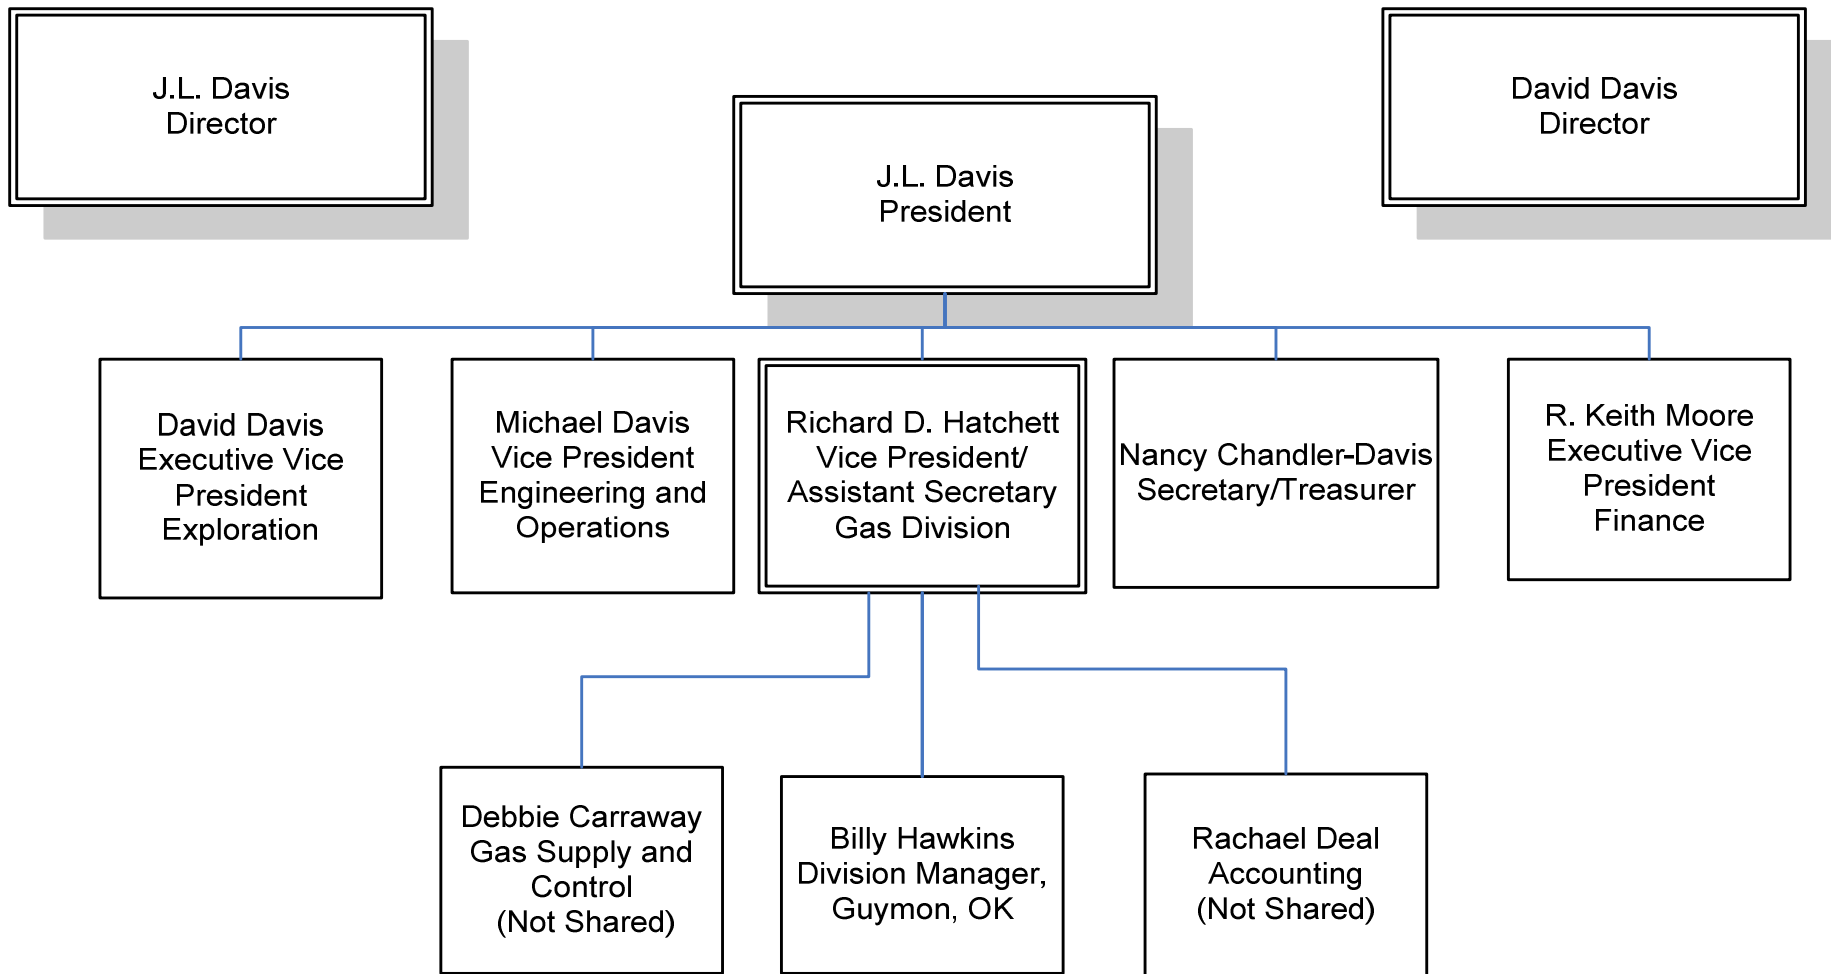 J.L. Davis
Director
David Davis
Director
J.L. Davis
President
David Davis
Executive Vice
President
Exploration
Michael Davis
Vice President
Engineering and
Operations
Richard D. Hatchett
Vice President/
Assistant Secretary
Gas Division
Nancy Chandler-Davis
Secretary/Treasurer
R. Keith Moore
Executive Vice
President
Finance
Debbie Carraway
Gas Supply and
Control
(Not Shared)
Billy Hawkins
Division Manager,
Guymon, OK
Rachael Deal
Accounting
(Not Shared)